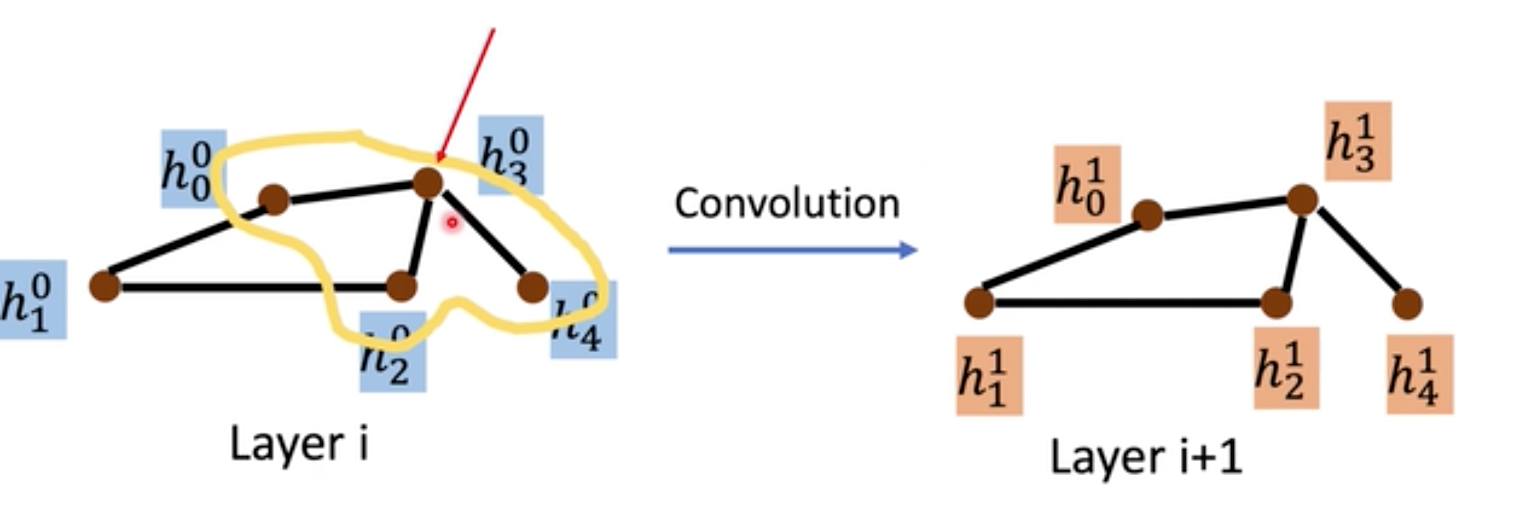 h_0^0
h_3^0
h_1^0
h_2^0
h_4^0
Layer i
Convolution
h_0^1
h_3^1
h_1^1
h_2^1
h_4^1
Layer i+1